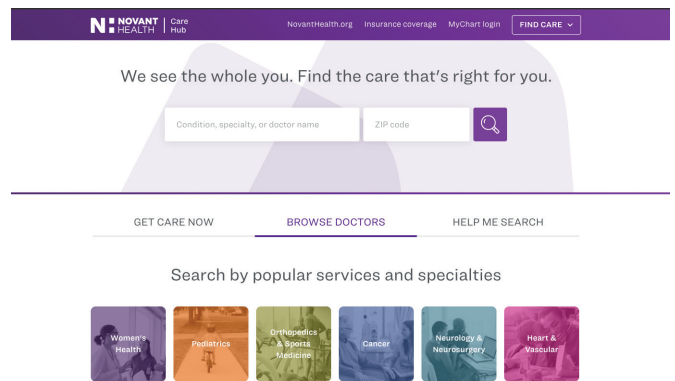 NOVANT HEALTH | Care Hub
NovantHealth.org Insurance coverage MyChart login FIND CARE
We see the whole you. Find the care that's right for you.
Condition, specialty, or doctor name ZIP code
GET CARE NOW BROWSE DOCTORS HELP ME SEARCH
Search by popular services and specialties
Women's Health
Pediatrics
Orthopedics & Sports Medicine
Cancer
Neurology & Neurosurgery
Heart & Vascular